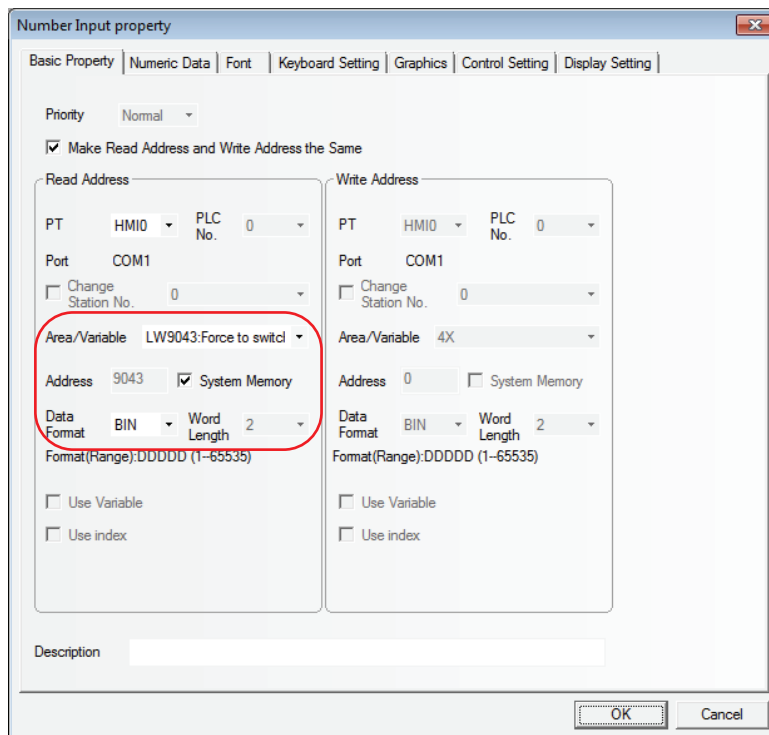 Number Input property
Basic Property Numeric Data Font Keyboard Setting Graphics Control Setting Display Setting
Priority Normal
Make Read Address and Write Address the Same
Read Address
PT HMI0 PLC No. 0
Port COM1
Change Station No. 0
Area/Variable LW9043:Force to switcl
Address 9043 System Memory
Data Format BIN Word Length 2
Format(Range):DDDDD (1--65535)
Use Variable
Use index
Write Address
PT HMI0 PLC No. 0
Port COM1
Change Station No. 0
Area/Variable 4X
Address 0 System Memory
Data Format BIN Word Length 2
Format(Range):DDDDD (1--65535)
Use Variable
Use index
Description
OK Cancel